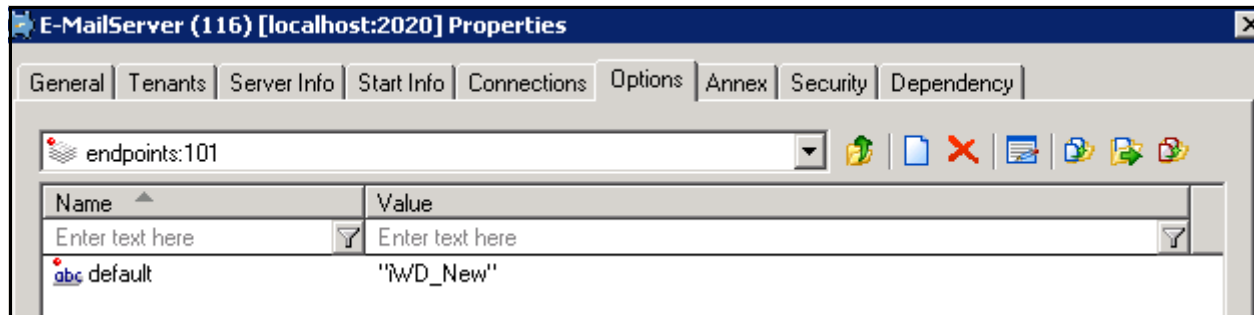 E-MailServer (116) [localhost:2020] Properties
General Tenants Server Info Start Info Connections Options Annex Security Dependency
endpoints:101
Name Value
Enter text here Enter text here
abc default "iWD_New"